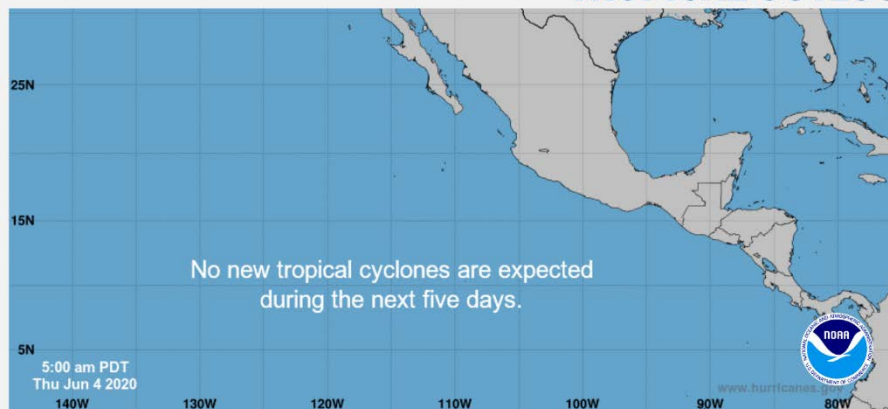 25N
15N
No new tropical cyclones are expected
during the next five days.
5N
5:00 am PDT
Thu Jun 4 2020
NOAA
www.hurricanes.gov
140W 130W 120W 110W 100W 90W 80W